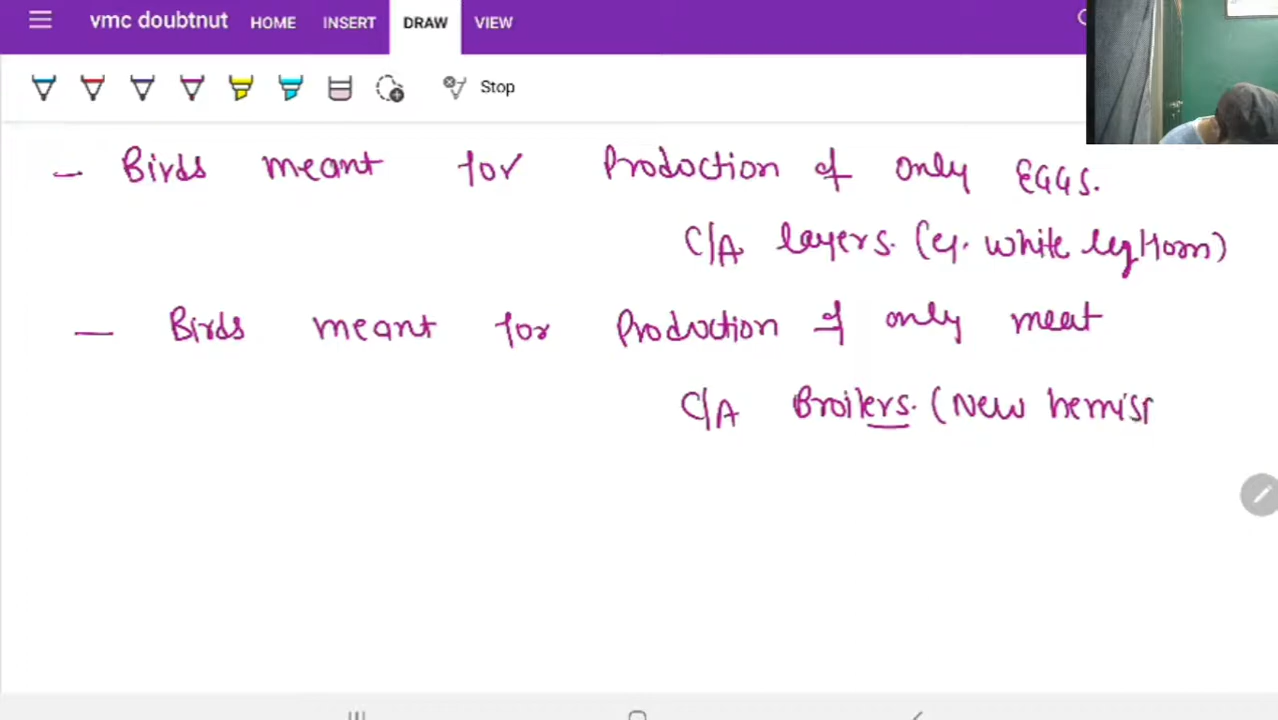 vmc doubtnut HOME INSERT DRAW VIEW
Stop
- Birds meant for Production of only EGGS.
C/A layers. (eg. white legHorn)
- Birds meant for Production of only meat
C/A Broilers. (New hemisp